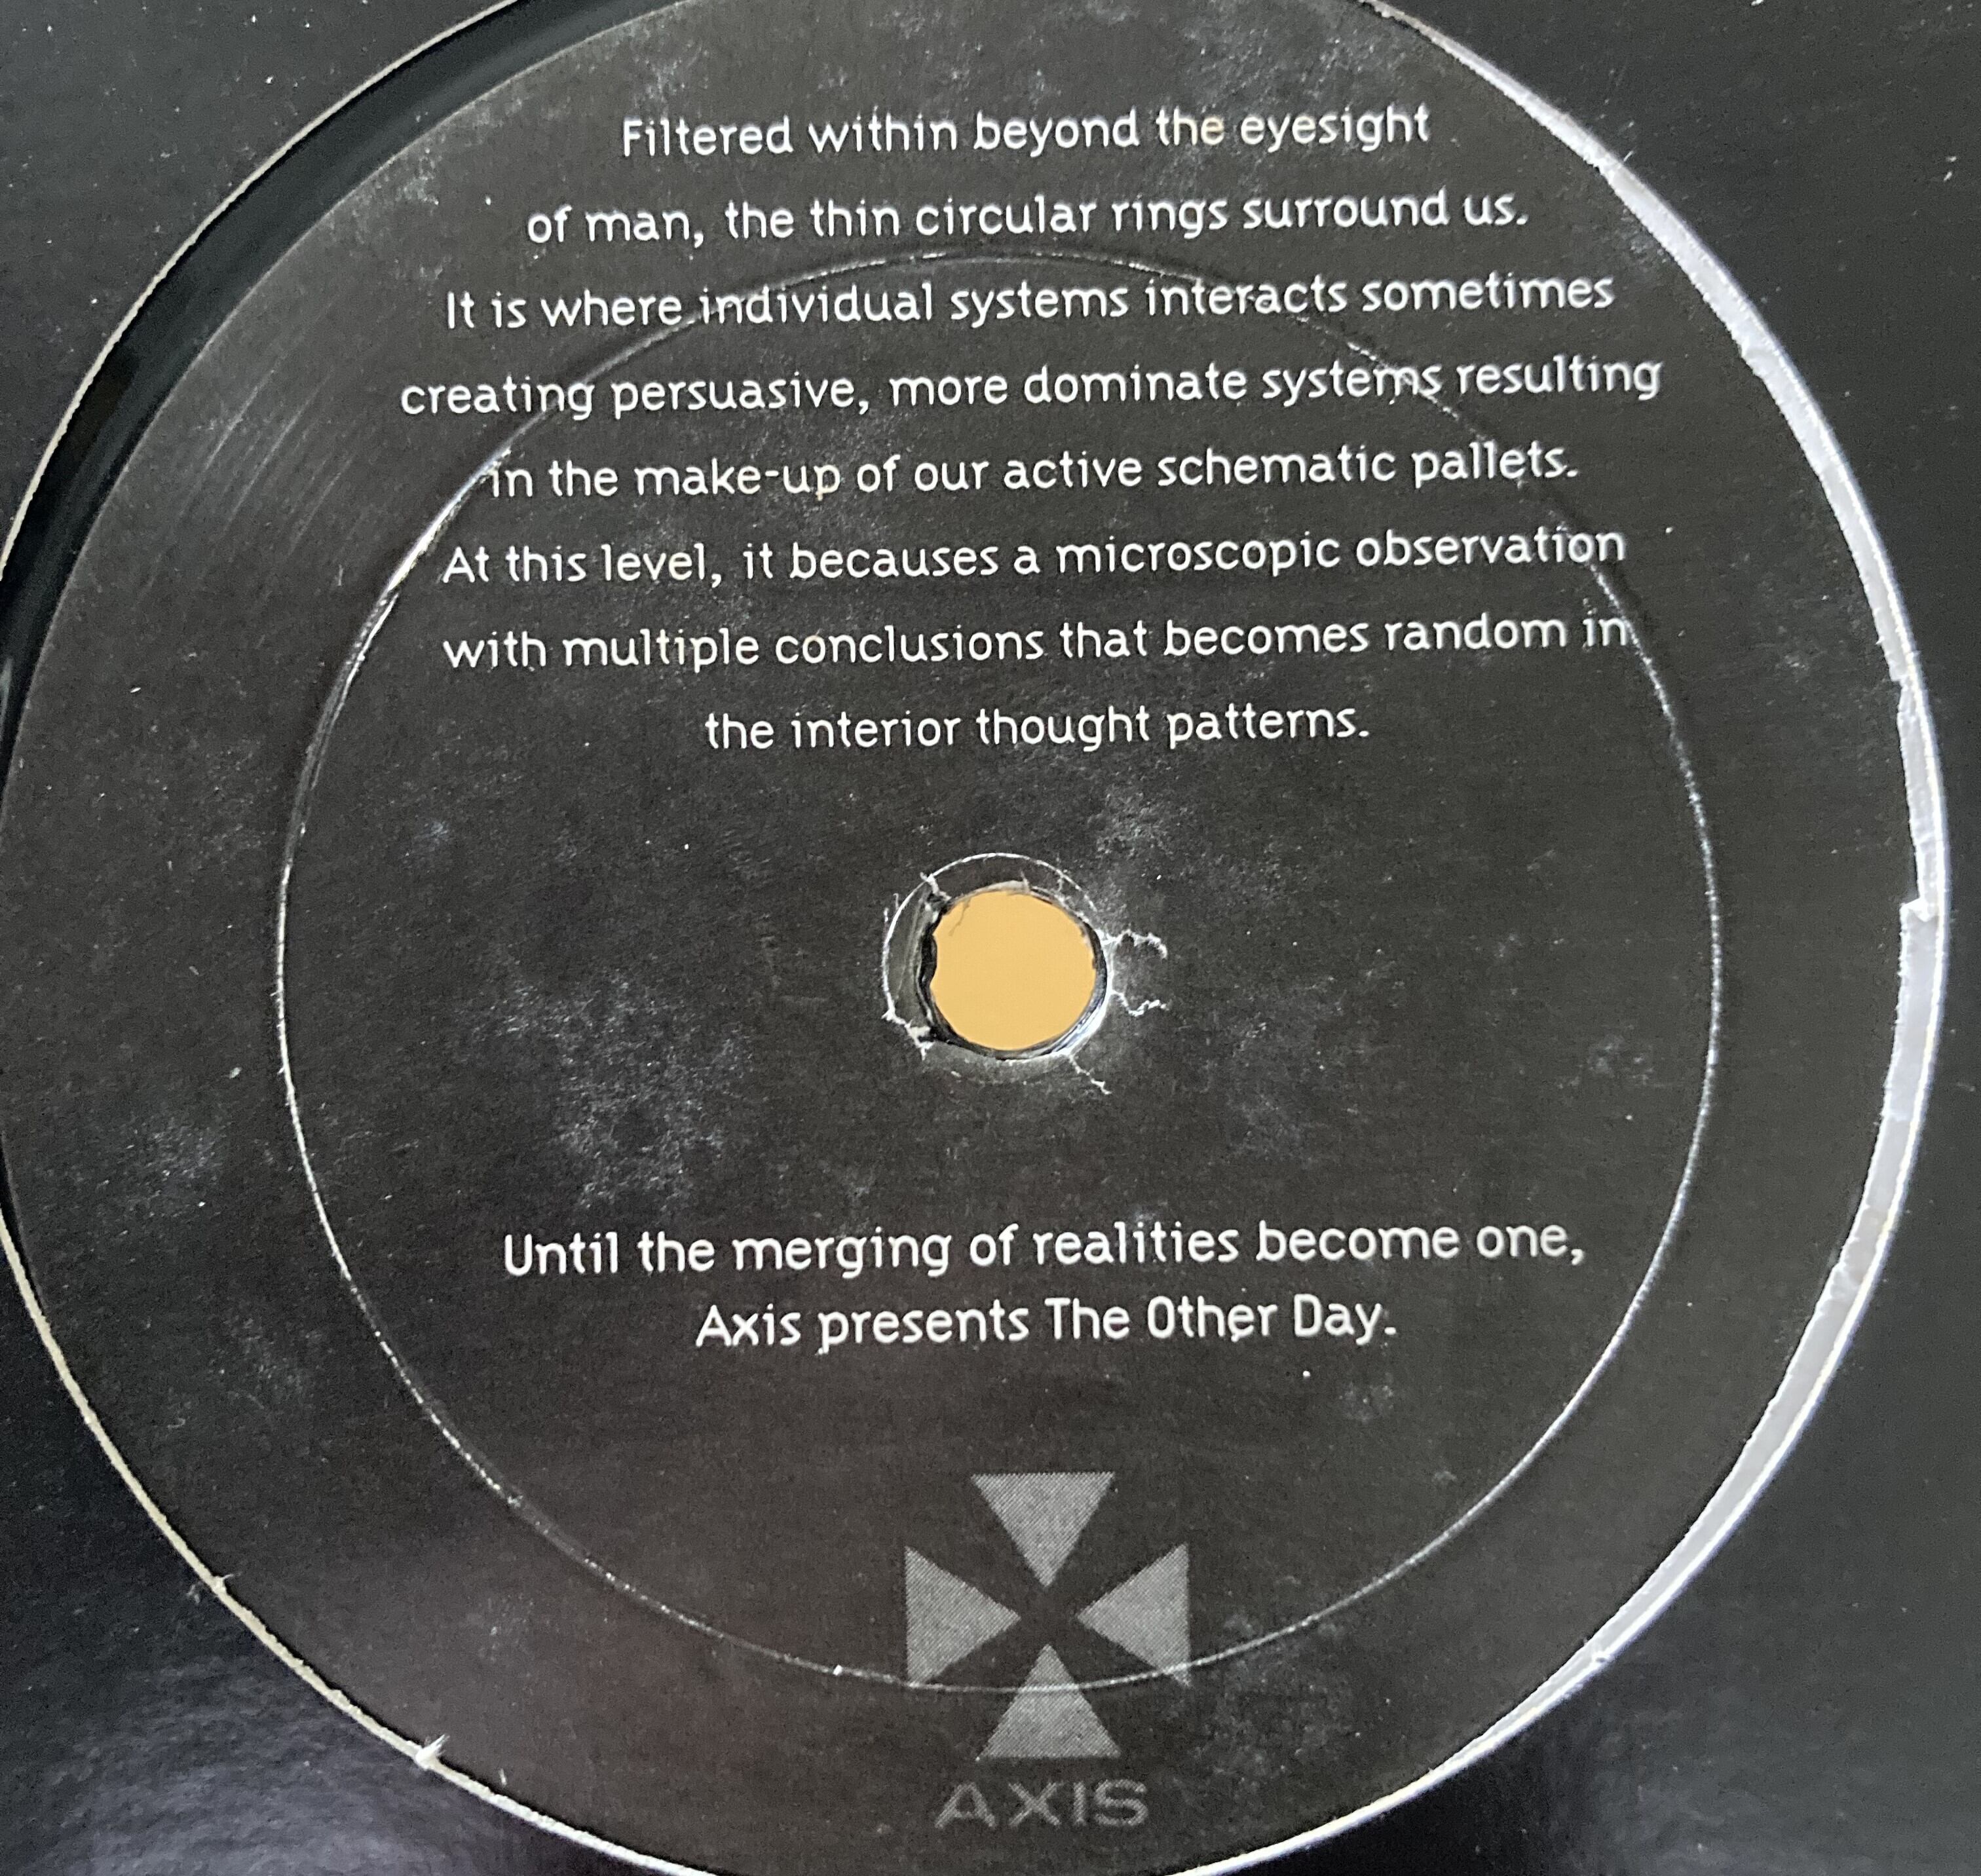 Filtered within beyond the eyesight
of man, the thin circular rings surround us.
It is where individual systems interacts sometimes
creating persuasive, more dominate systems resulting
in the make-up of our active schematic pallets.
At this level, it becauses a microscopic observation
with multiple conclusions that becomes random in
the interior thought patterns.
Until the merging of realities become one,
Axis presents The Other Day.
AXIS